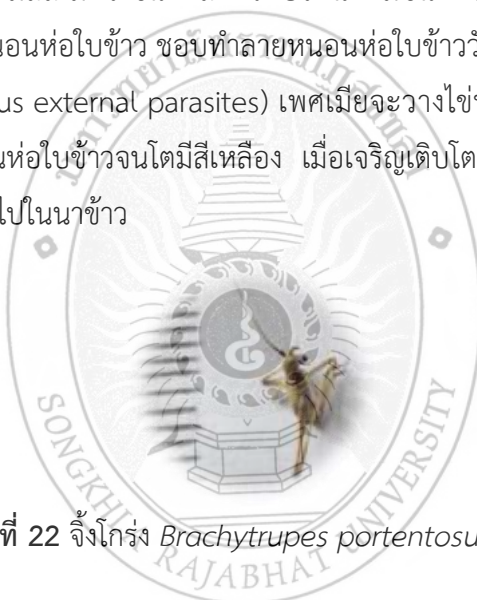 นอนห่อใบข้าว ชอบทำลายหนอนห่อใบข้าววั
us external parasites) เพศเมียจะวางไข่
นห่อใบข้าวจนโตมีสีเหลือง เมื่อเจริญเติบโต
ไปในนาข้าว
ที่ 22 จิ้งโกร่ง Brachytrupes portentosu
SONGKHLA RAJABHAT UNIVERSITY